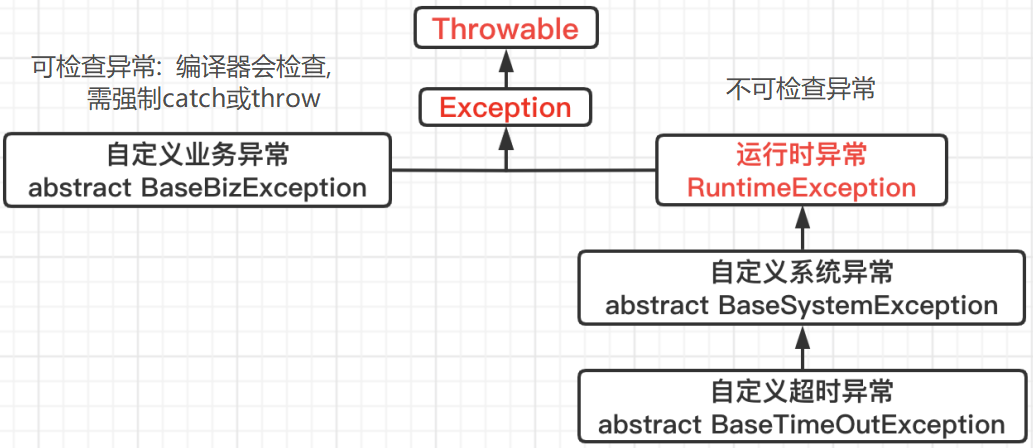 Throwable
可检查异常: 编译器会检查,
需强制catch或throw
Exception
不可检查异常
自定义业务异常
abstract BaseBizException
运行时异常
RuntimeException
自定义系统异常
abstract BaseSystemException
自定义超时异常
abstract BaseTimeOutException